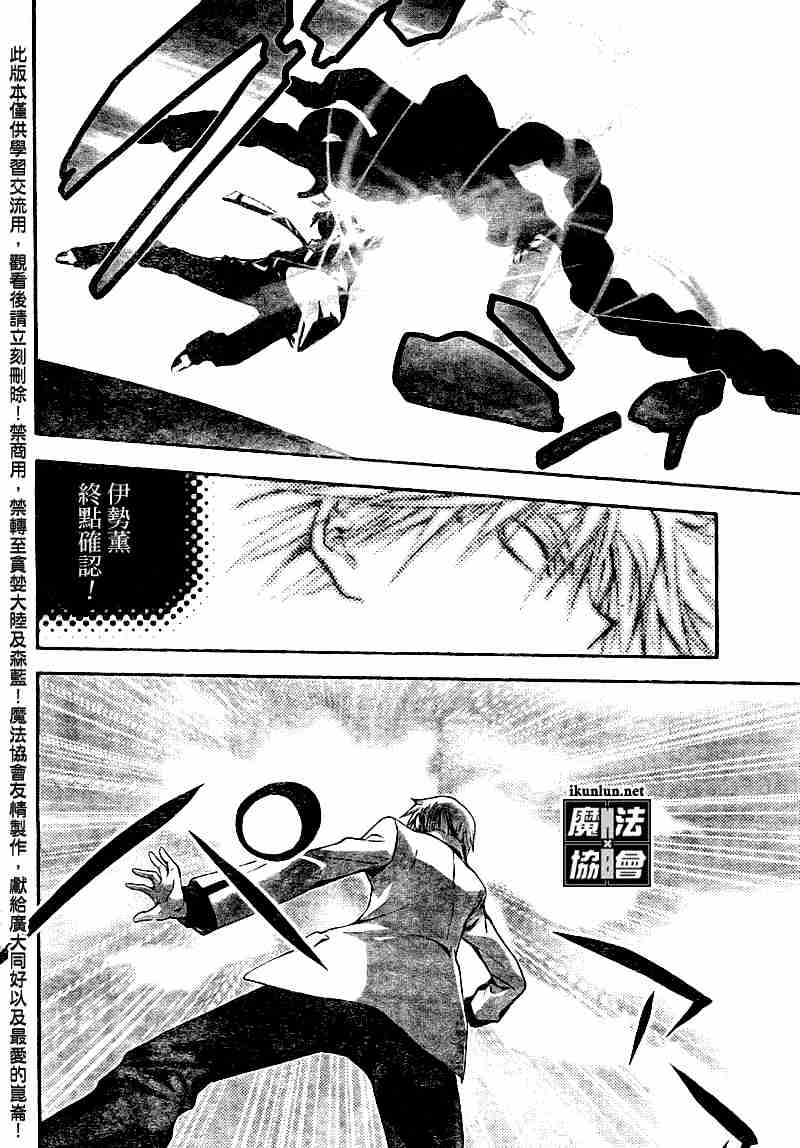 此版本僅供學習交流用，觀看後請立刻刪除！禁商用，禁轉至貪婪大陸及森藍！魔法協會友情製作，獻給廣大同好以及最愛的崑崙！
伊勢薰
終點確認！
ikunlun.net
魔法
協會